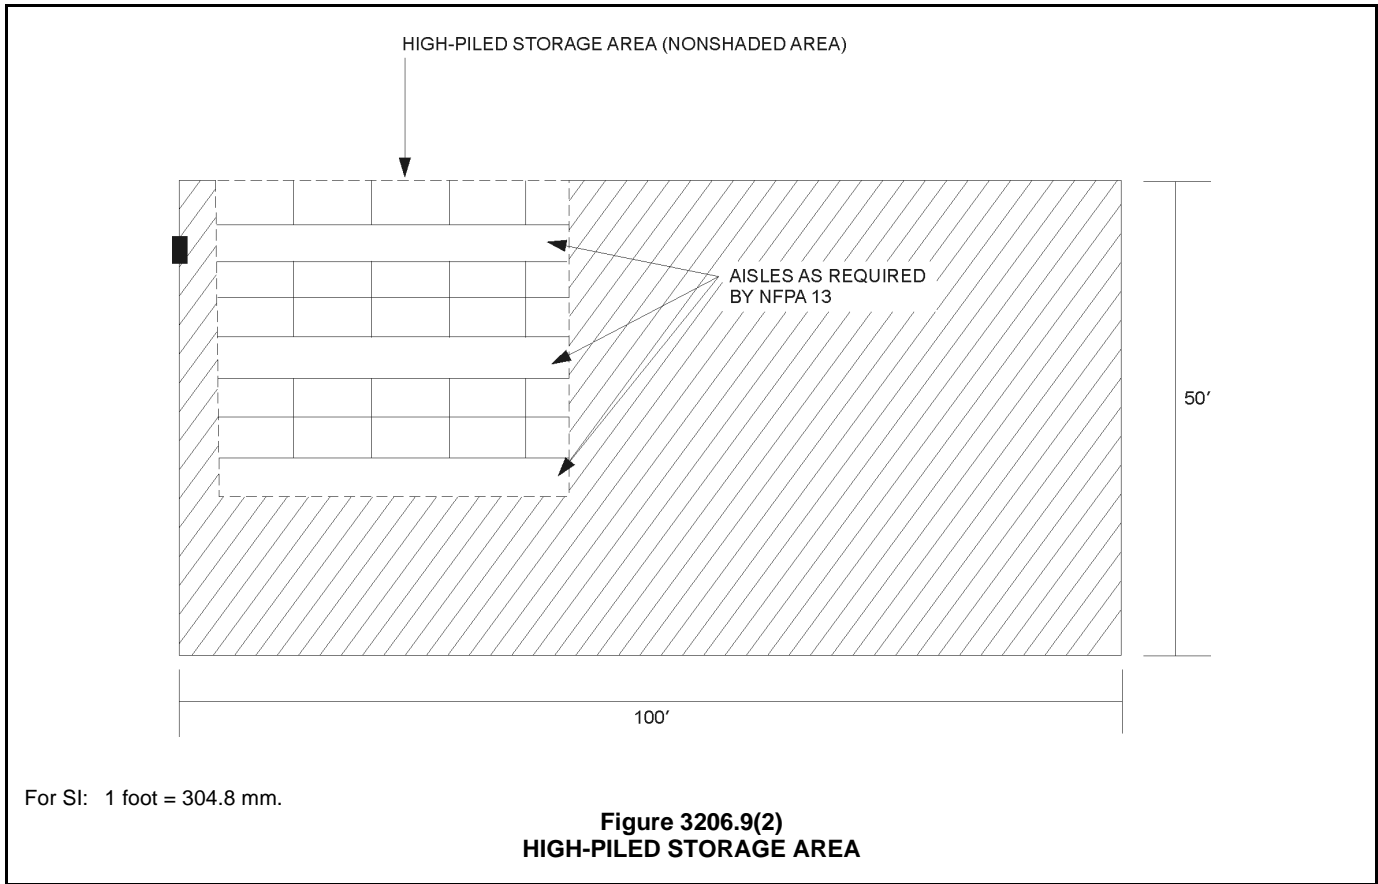 HIGH-PILED STORAGE AREA (NONSHADED AREA)
AISLES AS REQUIRED
BY NFPA 13
50′
100′
For SI: 1 foot = 304.8 mm.
Figure 3206.9(2)
HIGH-PILED STORAGE AREA